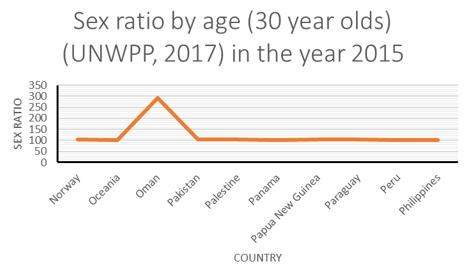 Sex ratio by age (30 year olds)
(UNWPP, 2017) in the year 2015
350
300
250
200
150
100
50
0
SEX RATIO
Norway
Oceania
Oman
Pakistan
Palestine
Panama
Papua New Guinea
Paraguay
Peru
Philippines
COUNTRY